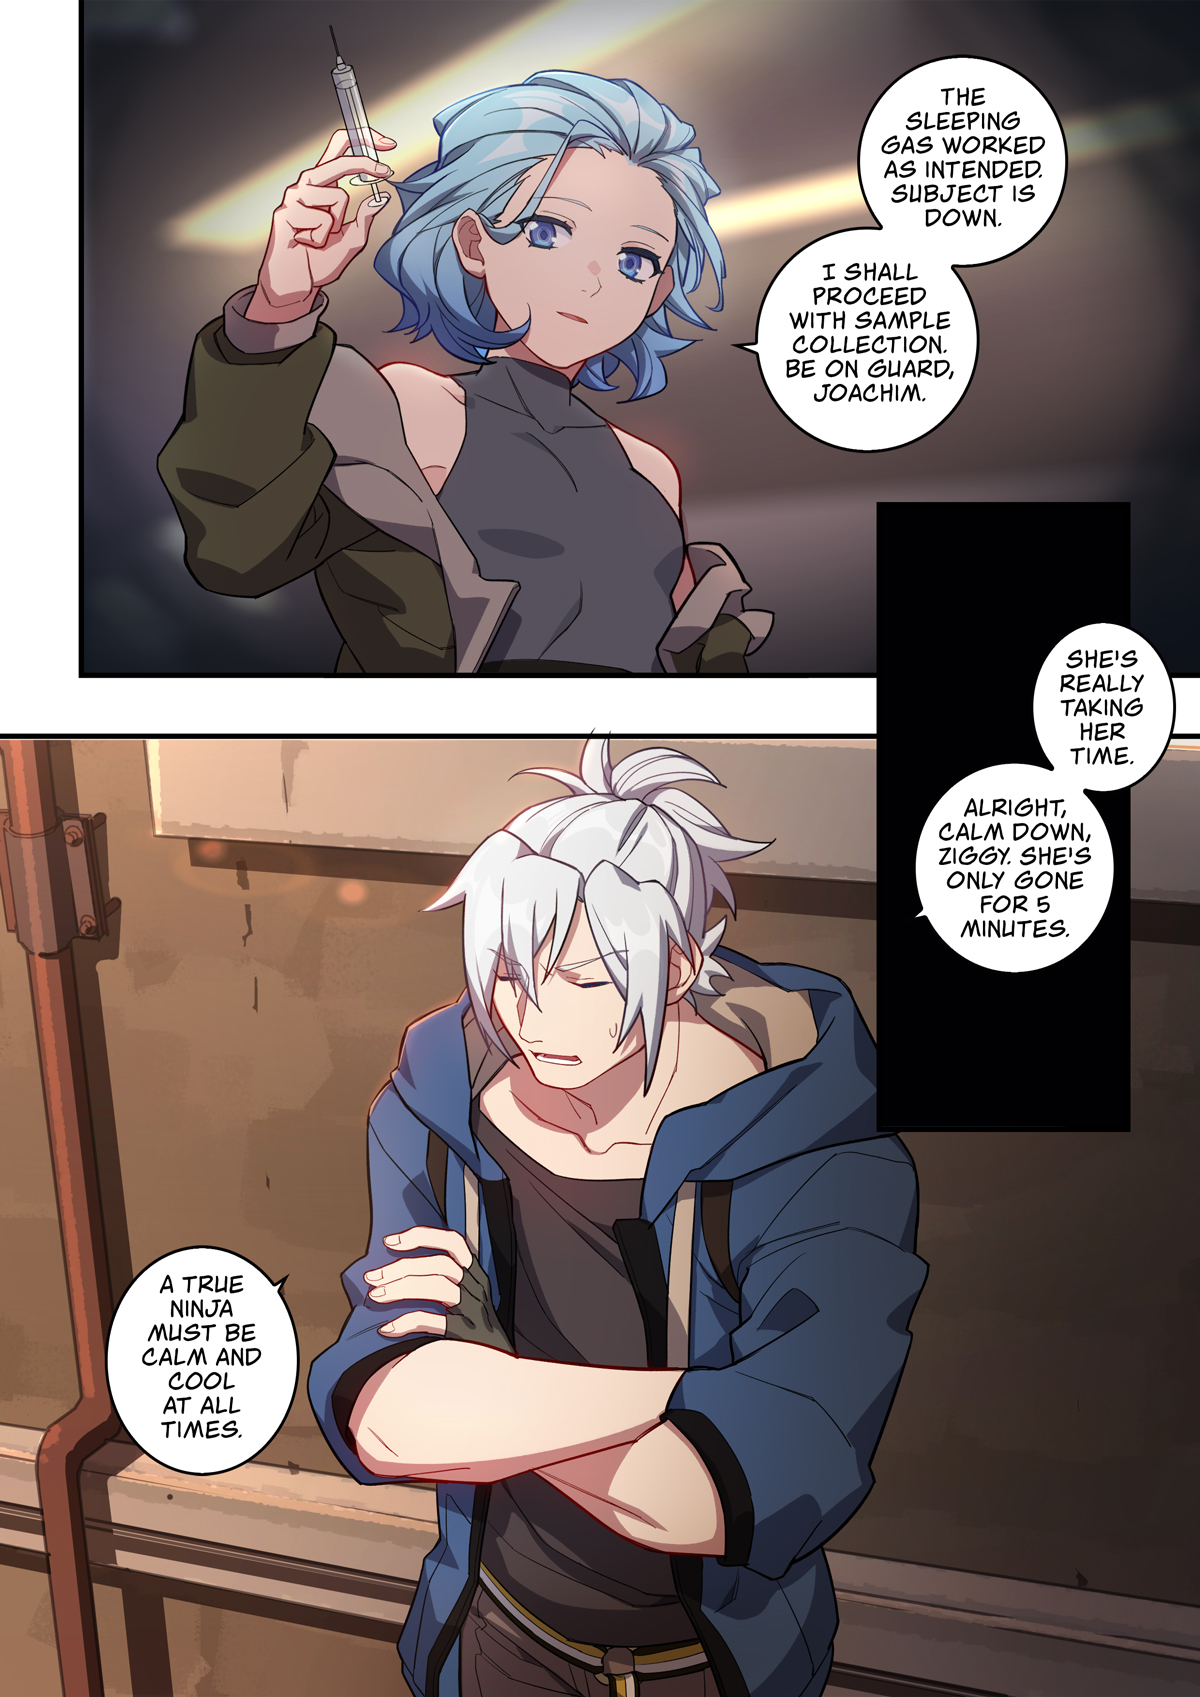 THE
SLEEPING
GAS WORKED
AS INTENDED.
SUBJECT IS
DOWN.
I SHALL
PROCEED
WITH SAMPLE
COLLECTION.
BE ON GUARD,
JOACHIM.
SHE'S
REALLY
TAKING
HER
TIME.
ALRIGHT,
CALM DOWN,
ZIGGY. SHE'S
ONLY GONE
FOR 5
MINUTES.
A TRUE
NINJA
MUST BE
CALM AND
COOL
AT ALL
TIMES.